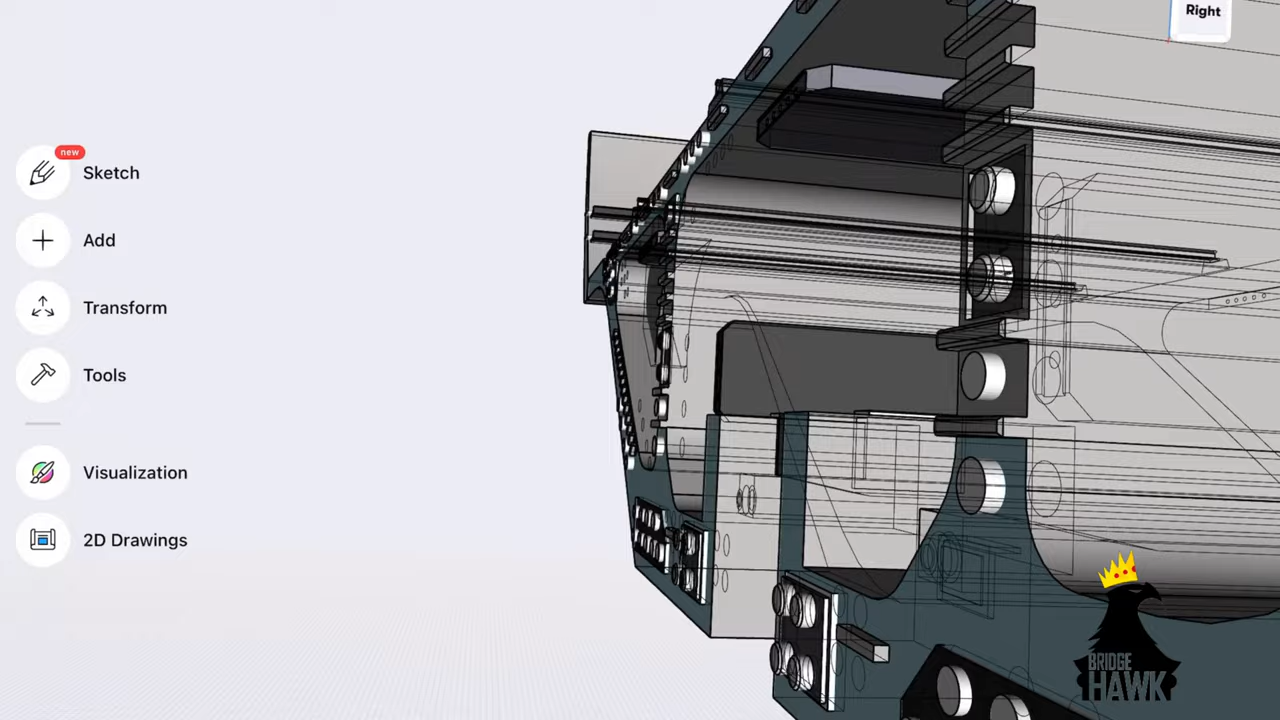 Right
new
Sketch
Add
Transform
Tools
Visualization
2D Drawings
BRIDGE
HAWK